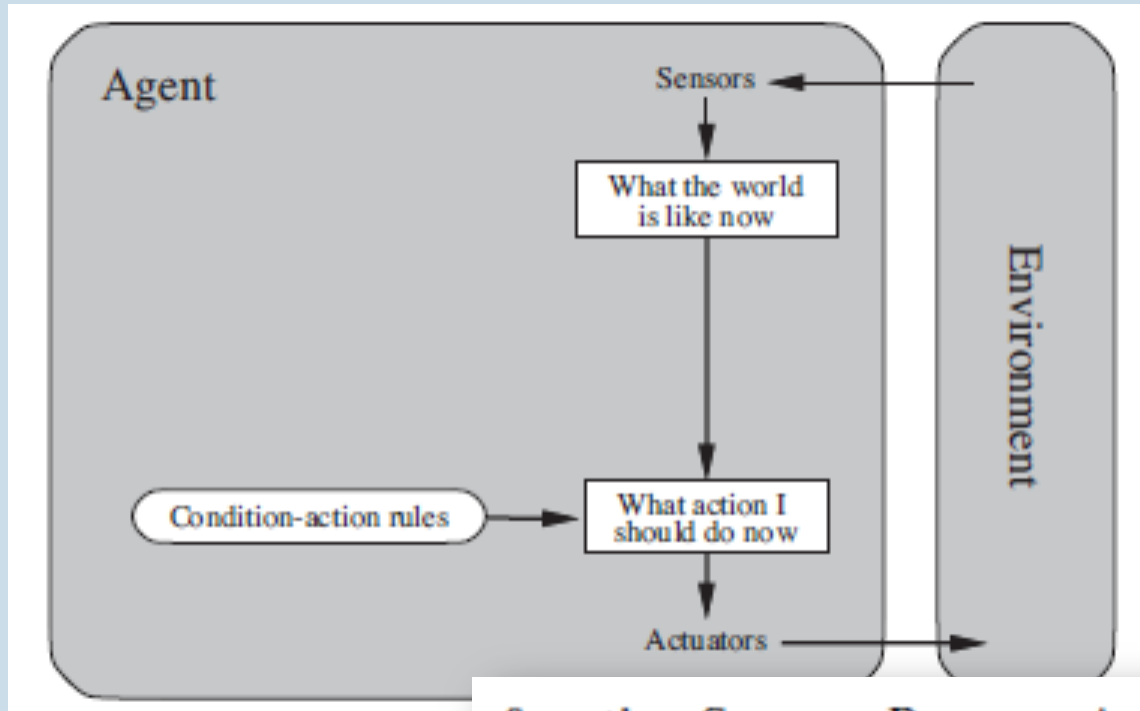 Agent
Sensors
What the world
is like now
Environment
Condition-action rules
What action I
should do now
Actuators